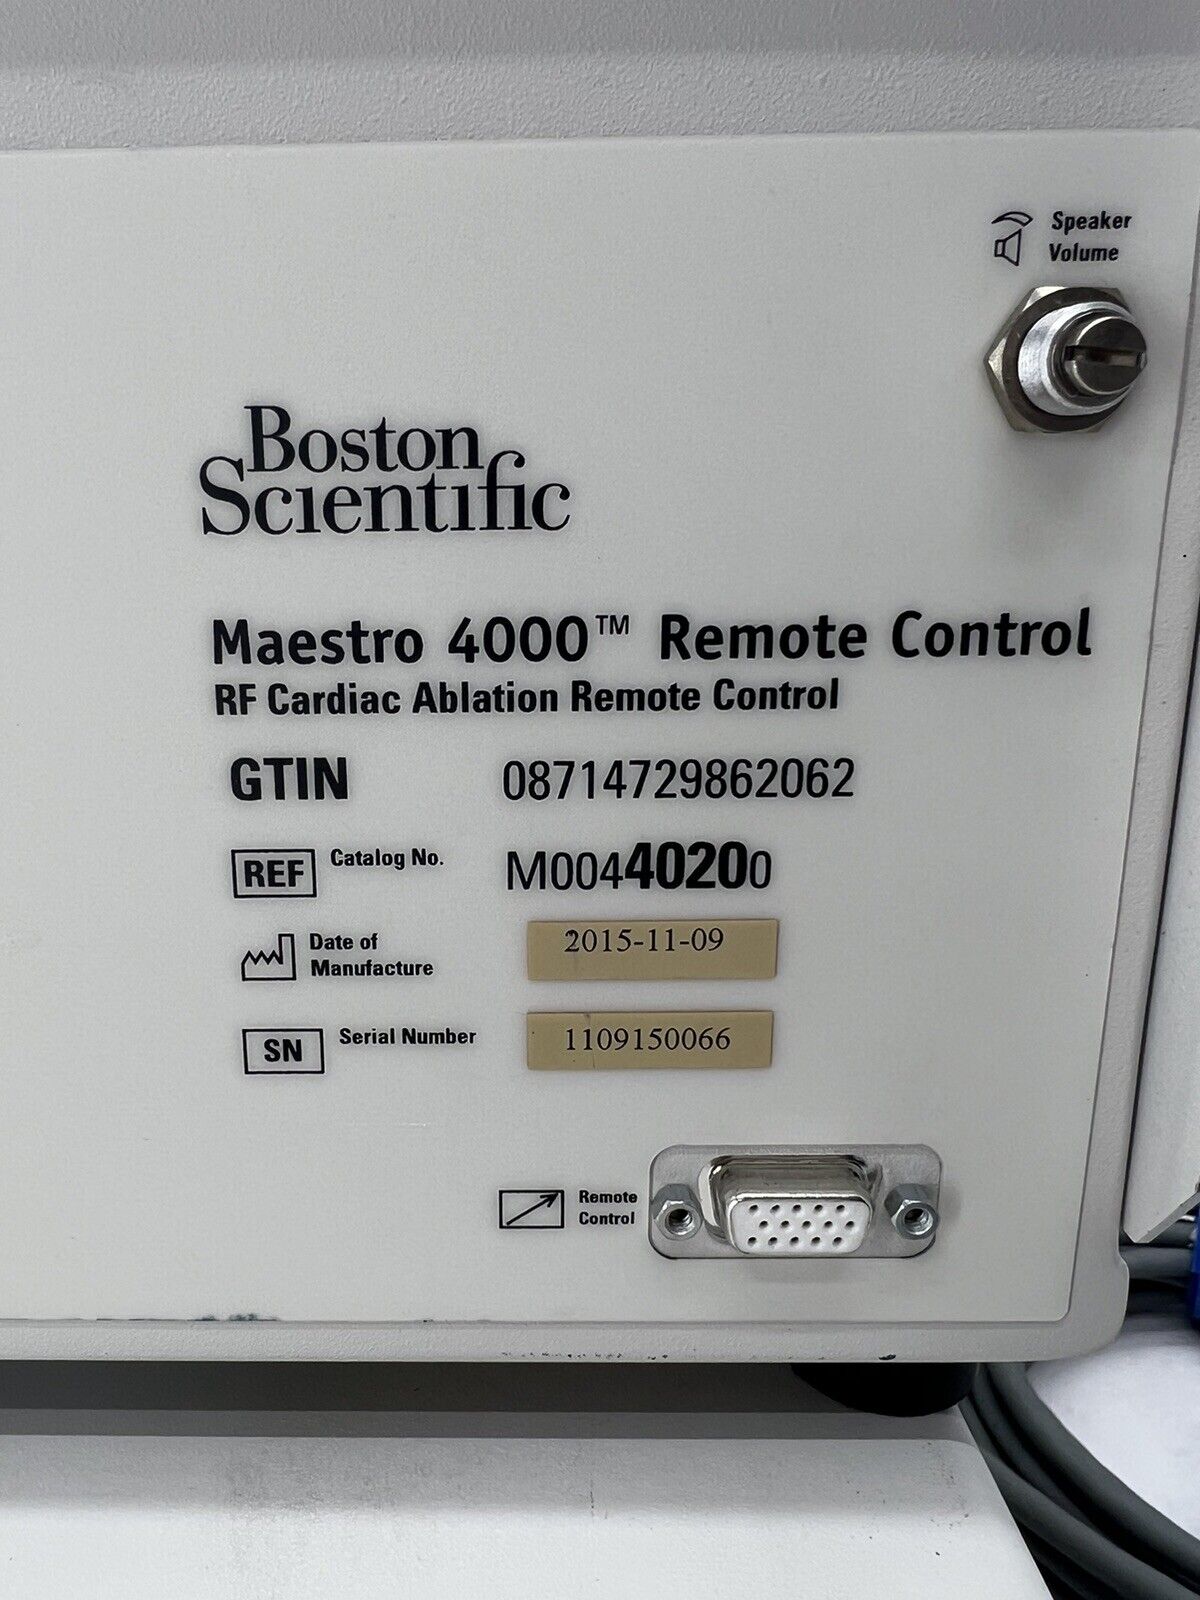 Speaker
Volume
Boston
Scientific
Maestro 4000™ Remote Control
RF Cardiac Ablation Remote Control
GTIN 08714729862062
REF Catalog No. M00440200
Date of
Manufacture 2015-11-09
SN Serial Number 1109150066
Remote
Control